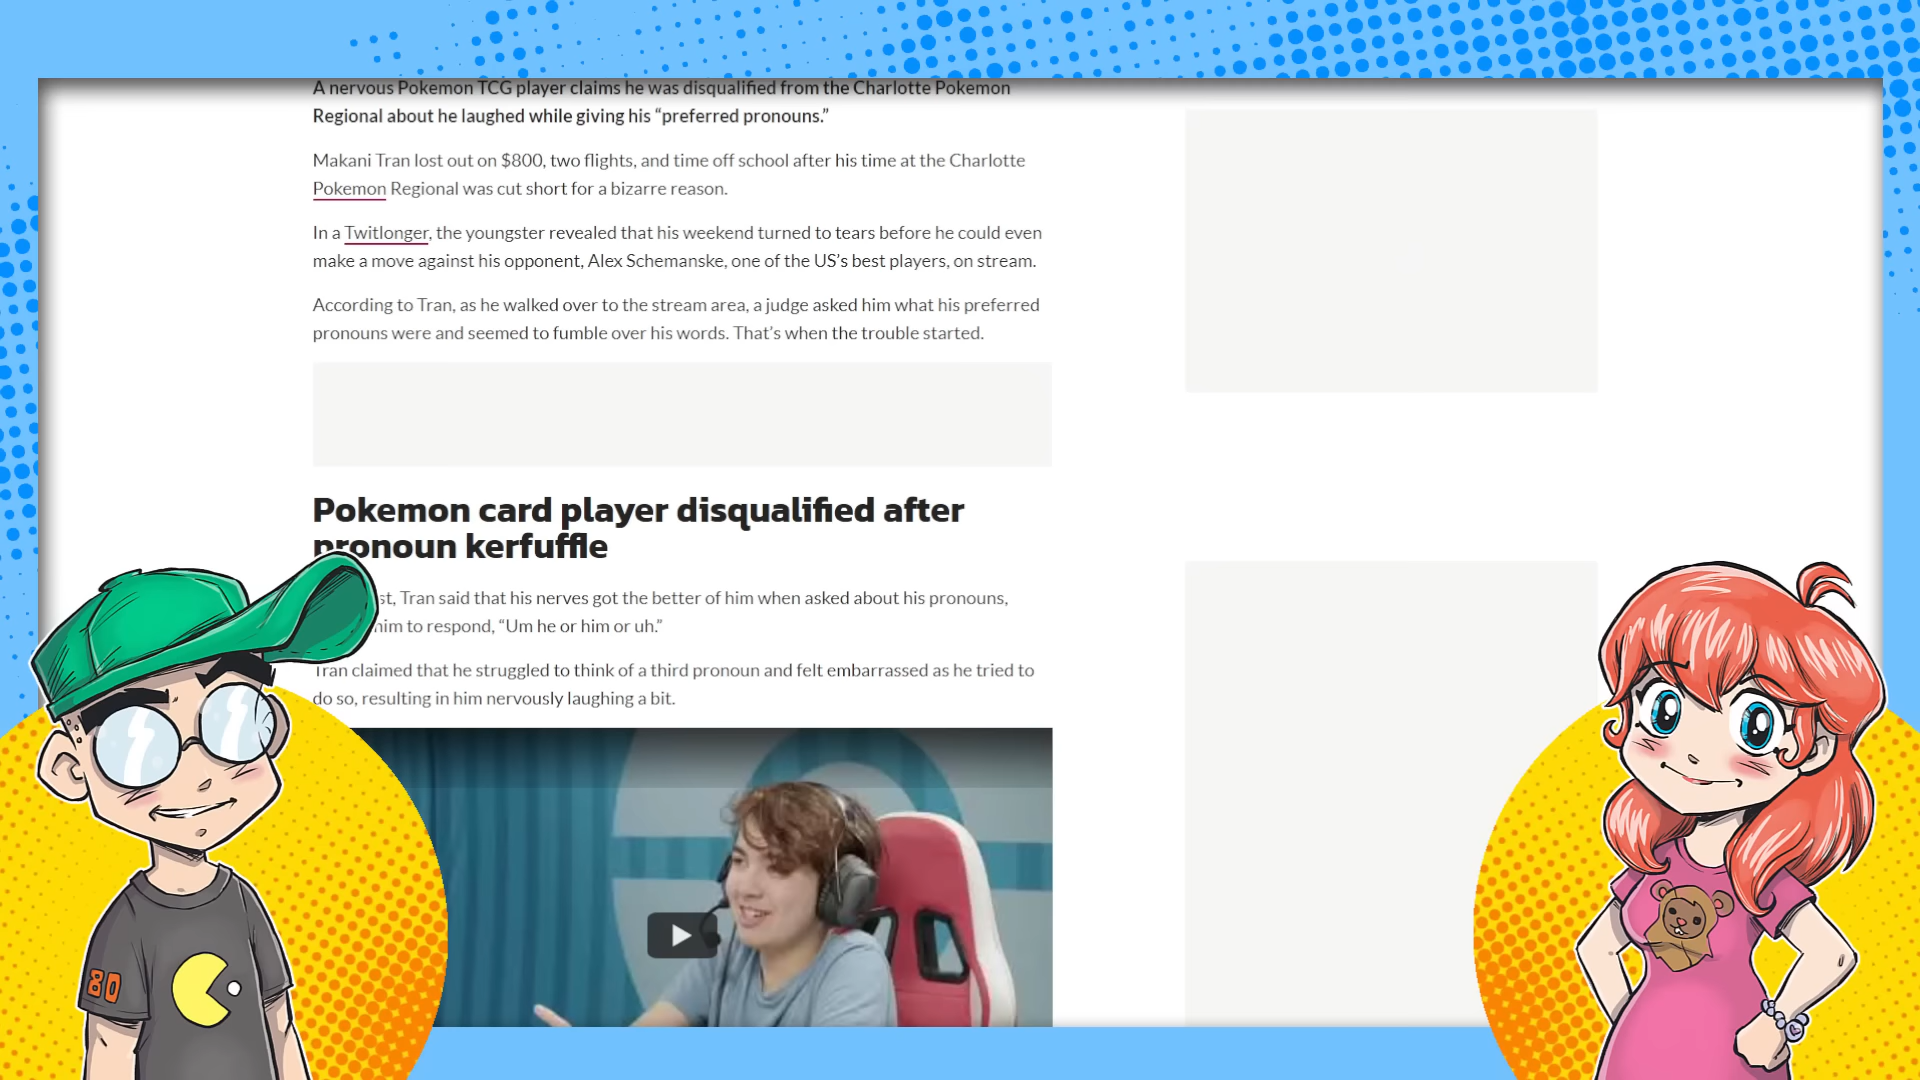 A nervous Pokemon TCG player claims he was disqualified from the Charlotte Pokemon
Regional about he laughed while giving his “preferred pronouns.”
Makani Tran lost out on $800, two flights, and time off school after his time at the Charlotte
Pokemon Regional was cut short for a bizarre reason.
In a Twitlonger, the youngster revealed that his weekend turned to tears before he could even
make a move against his opponent, Alex Schemanske, one of the US’s best players, on stream.
According to Tran, as he walked over to the stream area, a judge asked him what his preferred
pronouns were and seemed to fumble over his words. That’s when the trouble started.
Pokemon card player disqualified after
pronoun kerfuffle
st, Tran said that his nerves got the better of him when asked about his pronouns,
him to respond, “Um he or him or uh.”
Tran claimed that he struggled to think of a third pronoun and felt embarrassed as he tried to
do so, resulting in him nervously laughing a bit.
80